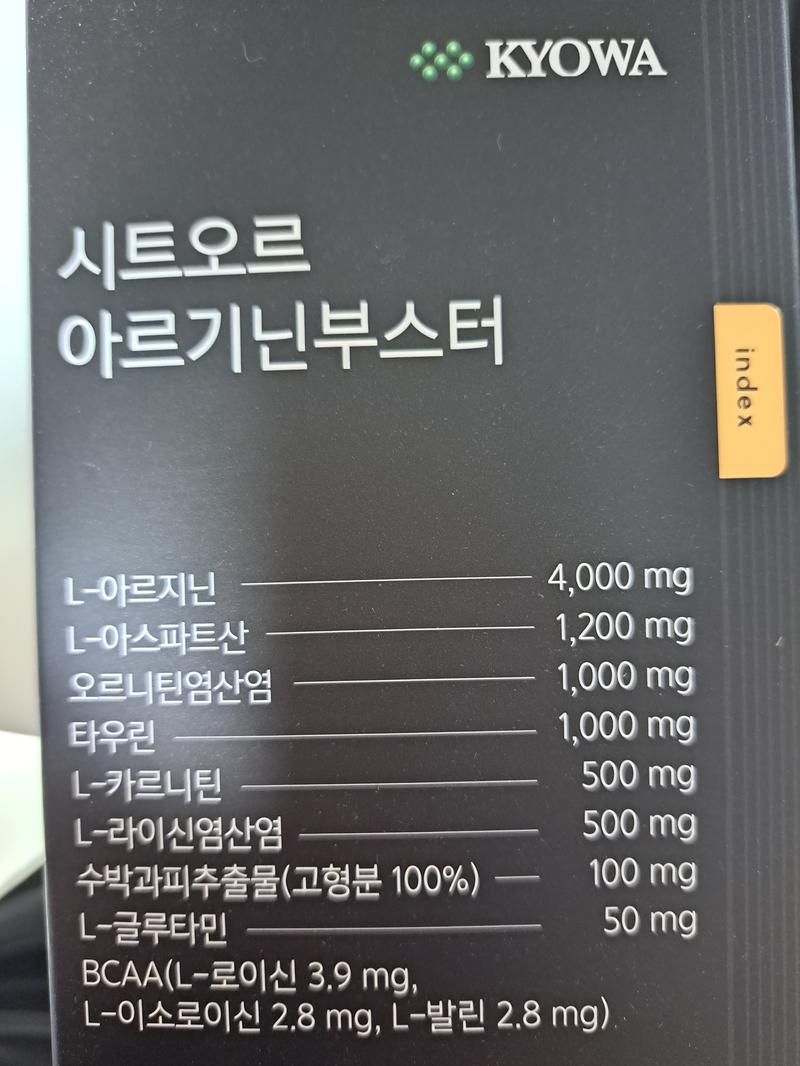 KYOWA
시트오르
아르기닌부스터
index
L-아르지닌 4,000 mg
L-아스파트산 1,200 mg
오르니틴염산염 1,000 mg
타우린 1,000 mg
L-카르니틴 500 mg
L-라이신염산염 500 mg
수박과피추출물(고형분 100%) 100 mg
L-글루타민 50 mg
BCAA(L-로이신 3.9 mg,
L-이소로이신 2.8 mg, L-발린 2.8 mg)